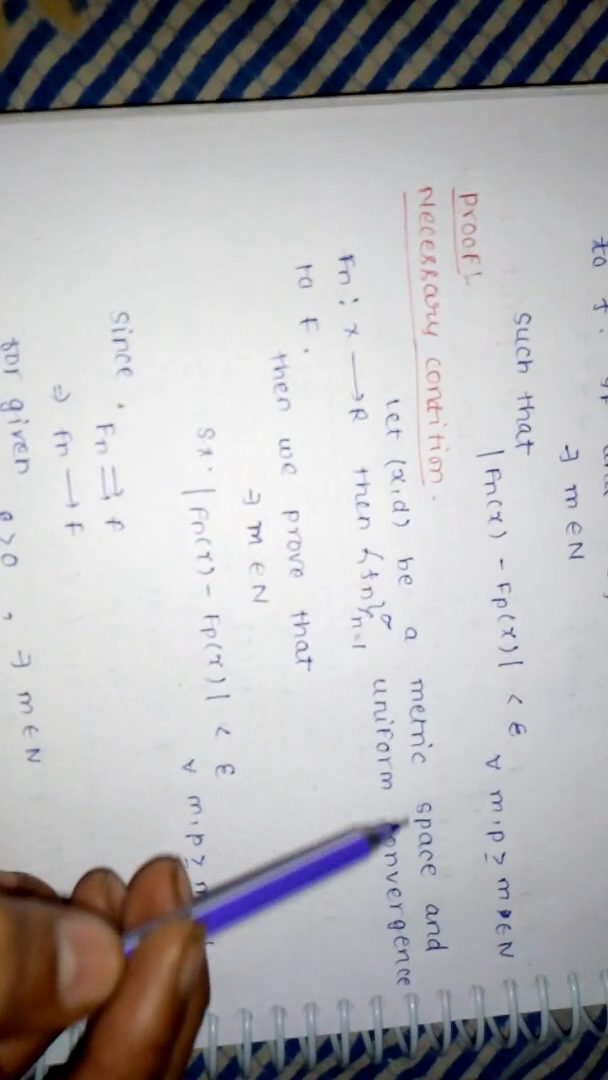 to f.
∃ m ∈ N
such that
|Fn(x) - Fp(x)| < ε ∀ m,p ≥ m, ∈ N
Proof:-
Necessary condition.
Let (x,d) be a metric space and
Fn : x → R then {fn}∞n=1 uniform convergence
to F.
then we prove that
∃ m ∈ N
s.t. |Fn(x) - Fp(x)| < ε
∀ m,p ≥
since . Fn ⇉ f
⇒ fn → f
for given ε > 0 , ∃ m ∈ N